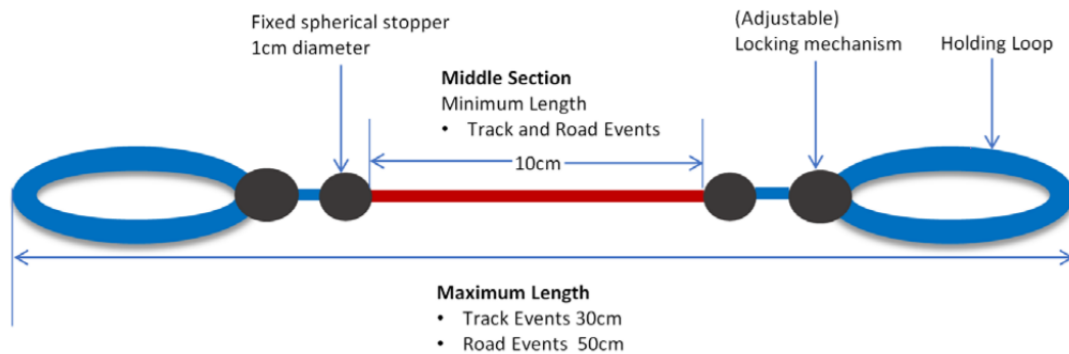 Fixed spherical stopper
1cm diameter
(Adjustable)
Locking mechanism
Holding Loop
Middle Section
Minimum Length
• Track and Road Events
10cm
Maximum Length
• Track Events 30cm
• Road Events 50cm